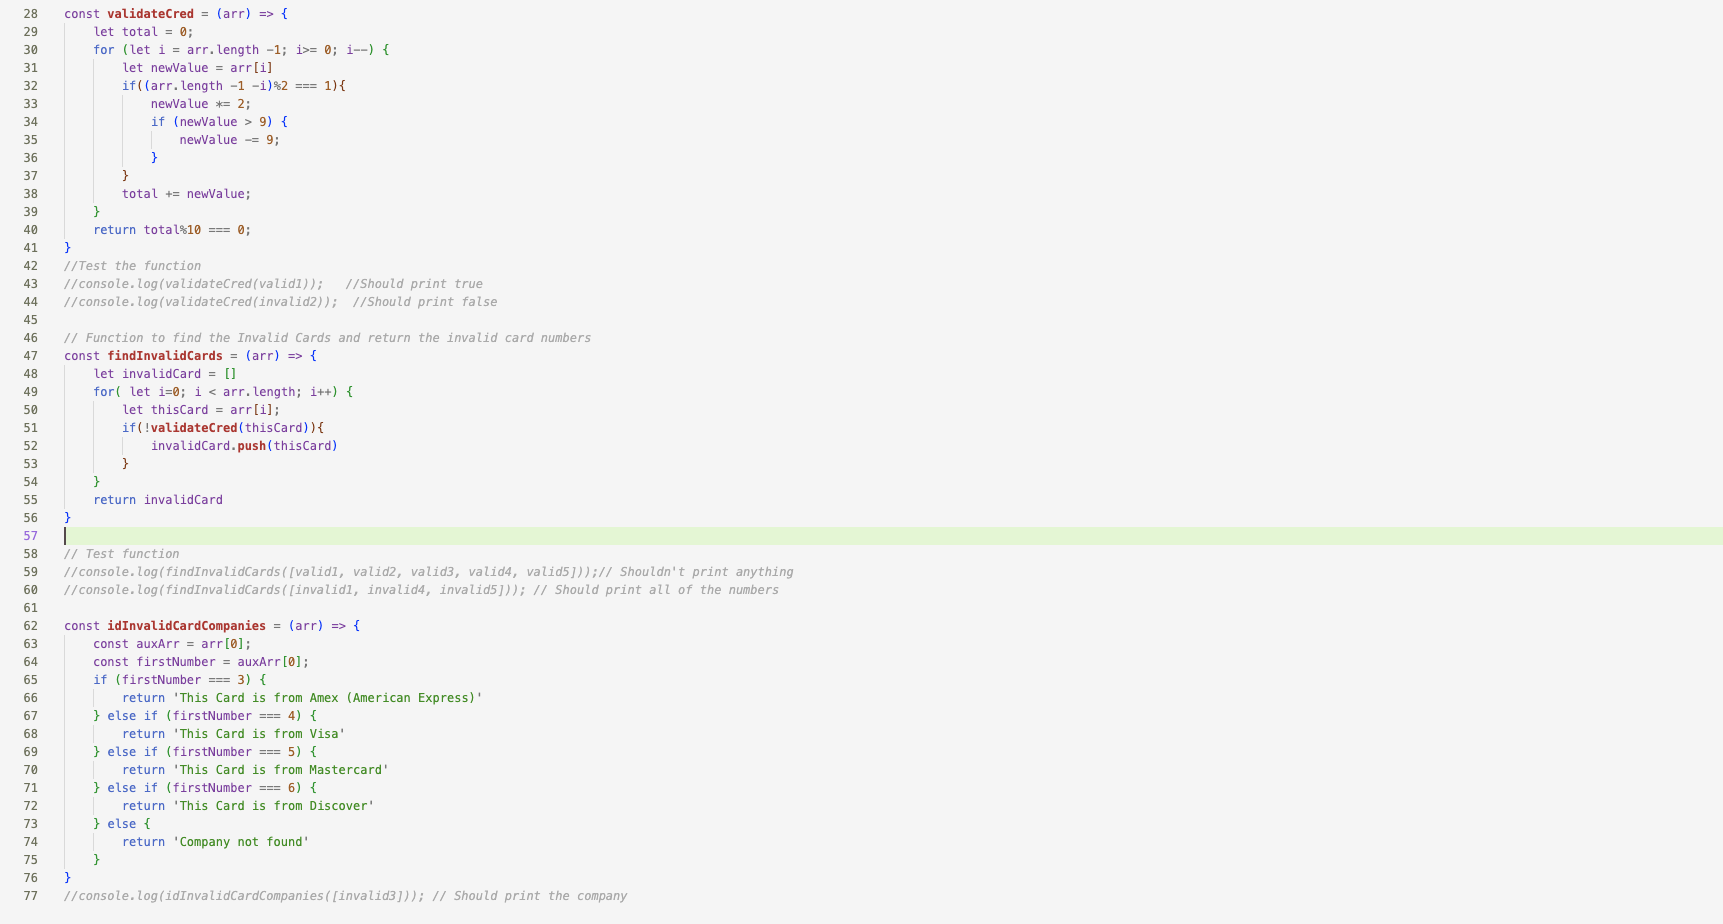 28 const validateCred = (arr) => {
29 let total = 0;
30 for (let i = arr.length -1; i>= 0; i--) {
31 let newValue = arr[i]
32 if((arr.length -1 -i)%2 === 1){
33 newValue *= 2;
34 if (newValue > 9) {
35 newValue -= 9;
36 }
37 }
38 total += newValue;
39 }
40 return total%10 === 0;
41 }
42 //Test the function
43 //console.log(validateCred(valid1));   //Should print true
44 //console.log(validateCred(invalid2));  //Should print false
45
46 // Function to find the Invalid Cards and return the invalid card numbers
47 const findInvalidCards = (arr) => {
48 let invalidCard = []
49 for( let i=0; i < arr.length; i++) {
50 let thisCard = arr[i];
51 if(!validateCred(thisCard)){
52 invalidCard.push(thisCard)
53 }
54 }
55 return invalidCard
56 }
57
58 // Test function
59 //console.log(findInvalidCards([valid1, valid2, valid3, valid4, valid5]));// Shouldn't print anything
60 //console.log(findInvalidCards([invalid1, invalid4, invalid5])); // Should print all of the numbers
61
62 const idInvalidCardCompanies = (arr) => {
63 const auxArr = arr[0];
64 const firstNumber = auxArr[0];
65 if (firstNumber === 3) {
66 return 'This Card is from Amex (American Express)'
67 } else if (firstNumber === 4) {
68 return 'This Card is from Visa'
69 } else if (firstNumber === 5) {
70 return 'This Card is from Mastercard'
71 } else if (firstNumber === 6) {
72 return 'This Card is from Discover'
73 } else {
74 return 'Company not found'
75 }
76 }
77 //console.log(idInvalidCardCompanies([invalid3])); // Should print the company